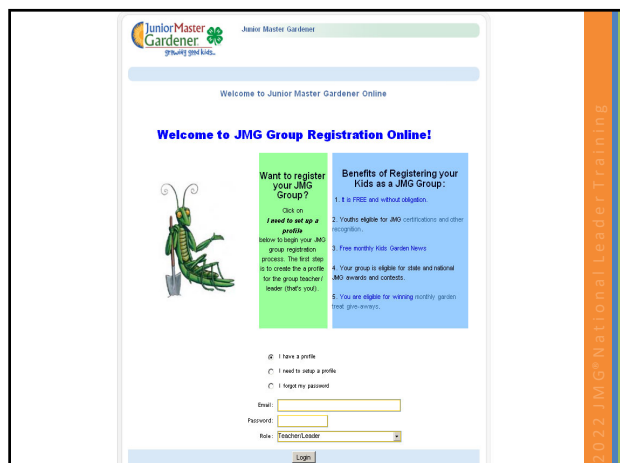 Junior Master
Gardener
growing good kids...
Junior Master Gardener
Welcome to Junior Master Gardener Online
Welcome to JMG Group Registration Online!
Want to register
your JMG
Group?
Click on
I need to set up a
profile
below to begin your JMG
group registration
process. The first step
is to create the a profile
for the group teacher/
leader (that's you!).
Benefits of Registering your
Kids as a JMG Group:
1. It is FREE and without obligation.
2. Youths eligible for JMG certifications and other
recognition.
3. Free monthly Kids Garden News
4. Your group is eligible for state and national
JMG awards and contests.
5. You are eligible for winning monthly garden
treat give-aways.
I have a profile
I need to setup a profile
I forgot my password
Email:
Password:
Role: Teacher/Leader
Login
2022 JMG® National Leader Training